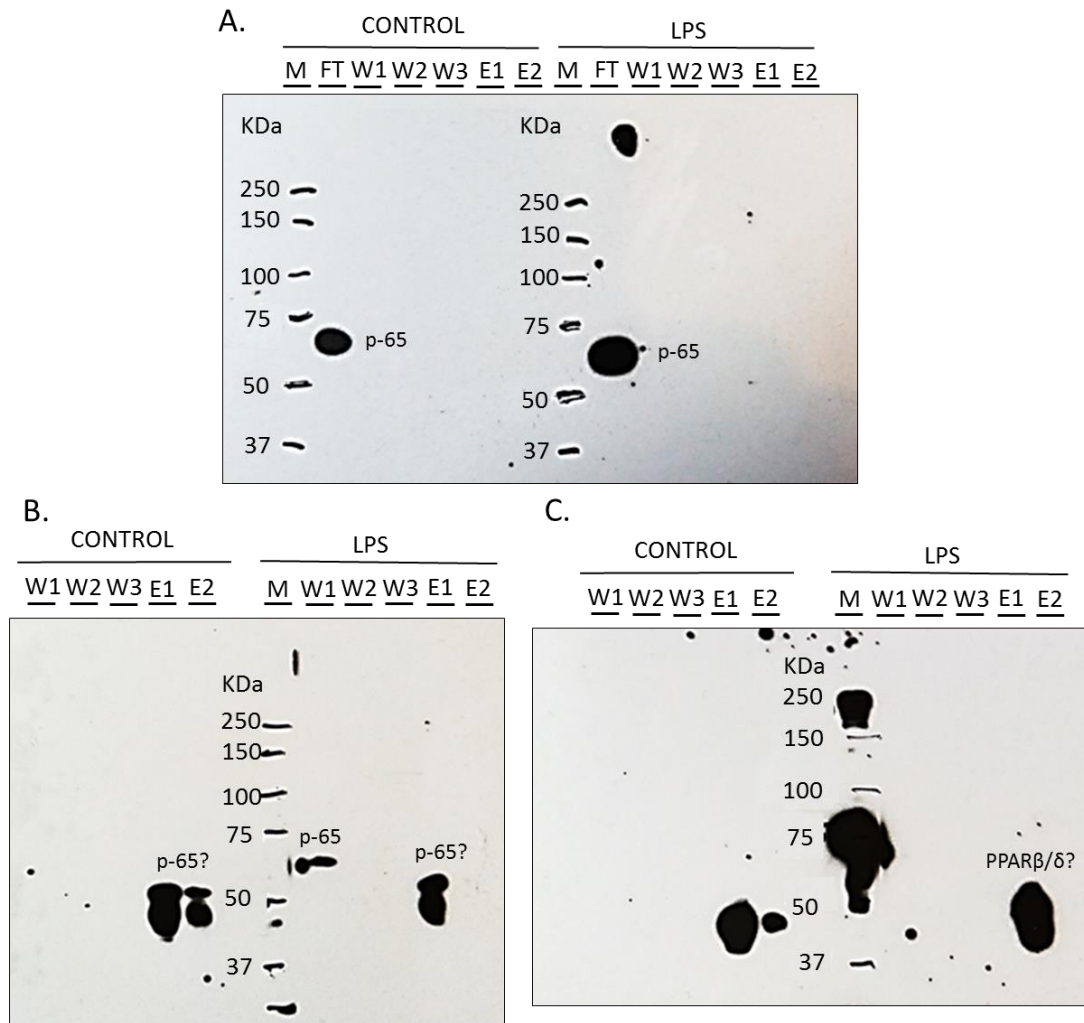 A.
CONTROL LPS
M FT W1 W2 W3 E1 E2 M FT W1 W2 W3 E1 E2
KDa KDa
250 250
150 150
100 100
75 75
p-65 p-65
50 50
37 37
B.
CONTROL LPS
W1 W2 W3 E1 E2 M W1 W2 W3 E1 E2
KDa
250
150
100
75 p-65
p-65? p-65?
50
37
C.
CONTROL LPS
W1 W2 W3 E1 E2 M W1 W2 W3 E1 E2
KDa
250
150
100
75
PPARβ/δ?
50
37